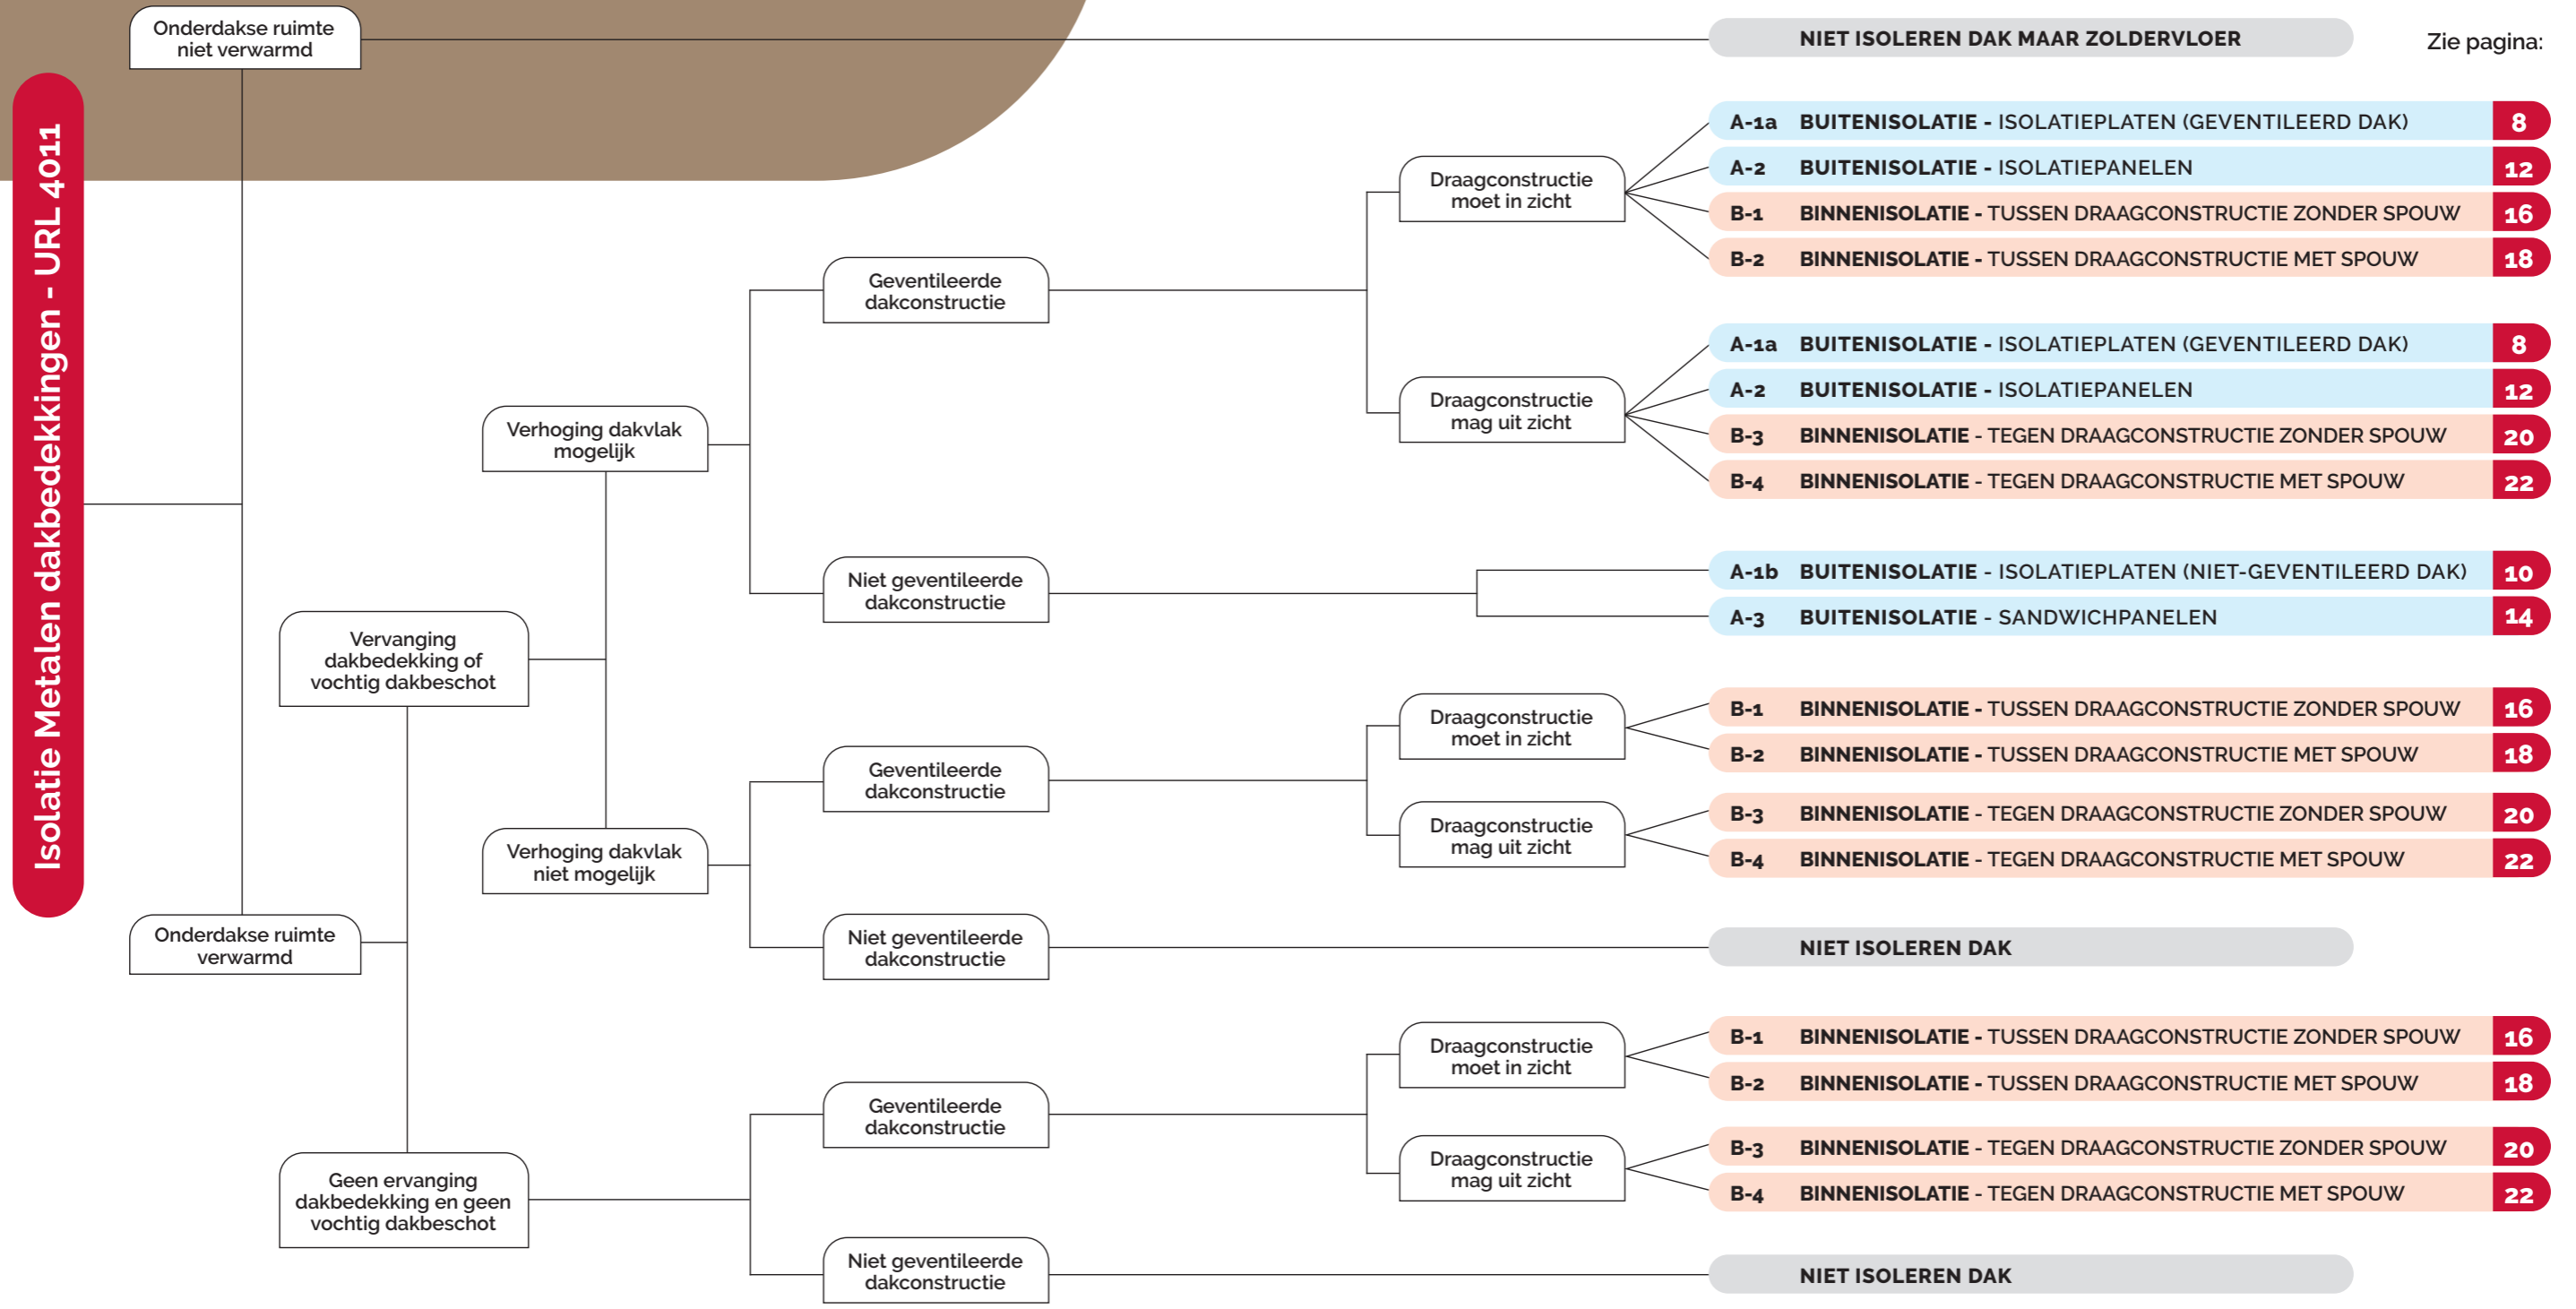 Isolatie Metalen dakbedekkingen - URL 4011
Onderdakse ruimte
niet verwarmd
NIET ISOLEREN DAK MAAR ZOLDERVLOER
Zie pagina:
Onderdakse ruimte
verwarmd
Vervanging
dakbedekking of
vochtig dakbeschot
Verhoging dakvlak
mogelijk
Geventileerde
dakconstructie
Draagconstructie
moet in zicht
A-1a BUITENISOLATIE - ISOLATIEPLATEN (GEVENTILEERD DAK) 8
A-2 BUITENISOLATIE - ISOLATIEPANELEN 12
B-1 BINNENISOLATIE - TUSSEN DRAAGCONSTRUCTIE ZONDER SPOUW 16
B-2 BINNENISOLATIE - TUSSEN DRAAGCONSTRUCTIE MET SPOUW 18
Draagconstructie
mag uit zicht
A-1a BUITENISOLATIE - ISOLATIEPLATEN (GEVENTILEERD DAK) 8
A-2 BUITENISOLATIE - ISOLATIEPANELEN 12
B-3 BINNENISOLATIE - TEGEN DRAAGCONSTRUCTIE ZONDER SPOUW 20
B-4 BINNENISOLATIE - TEGEN DRAAGCONSTRUCTIE MET SPOUW 22
Niet geventileerde
dakconstructie
A-1b BUITENISOLATIE - ISOLATIEPLATEN (NIET-GEVENTILEERD DAK) 10
A-3 BUITENISOLATIE - SANDWICHPANELEN 14
Verhoging dakvlak
niet mogelijk
Geventileerde
dakconstructie
Draagconstructie
moet in zicht
B-1 BINNENISOLATIE - TUSSEN DRAAGCONSTRUCTIE ZONDER SPOUW 16
B-2 BINNENISOLATIE - TUSSEN DRAAGCONSTRUCTIE MET SPOUW 18
Draagconstructie
mag uit zicht
B-3 BINNENISOLATIE - TEGEN DRAAGCONSTRUCTIE ZONDER SPOUW 20
B-4 BINNENISOLATIE - TEGEN DRAAGCONSTRUCTIE MET SPOUW 22
Niet geventileerde
dakconstructie
NIET ISOLEREN DAK
Geen ervanging
dakbedekking en geen
vochtig dakbeschot
Geventileerde
dakconstructie
Draagconstructie
moet in zicht
B-1 BINNENISOLATIE - TUSSEN DRAAGCONSTRUCTIE ZONDER SPOUW 16
B-2 BINNENISOLATIE - TUSSEN DRAAGCONSTRUCTIE MET SPOUW 18
Draagconstructie
mag uit zicht
B-3 BINNENISOLATIE - TEGEN DRAAGCONSTRUCTIE ZONDER SPOUW 20
B-4 BINNENISOLATIE - TEGEN DRAAGCONSTRUCTIE MET SPOUW 22
Niet geventileerde
dakconstructie
NIET ISOLEREN DAK